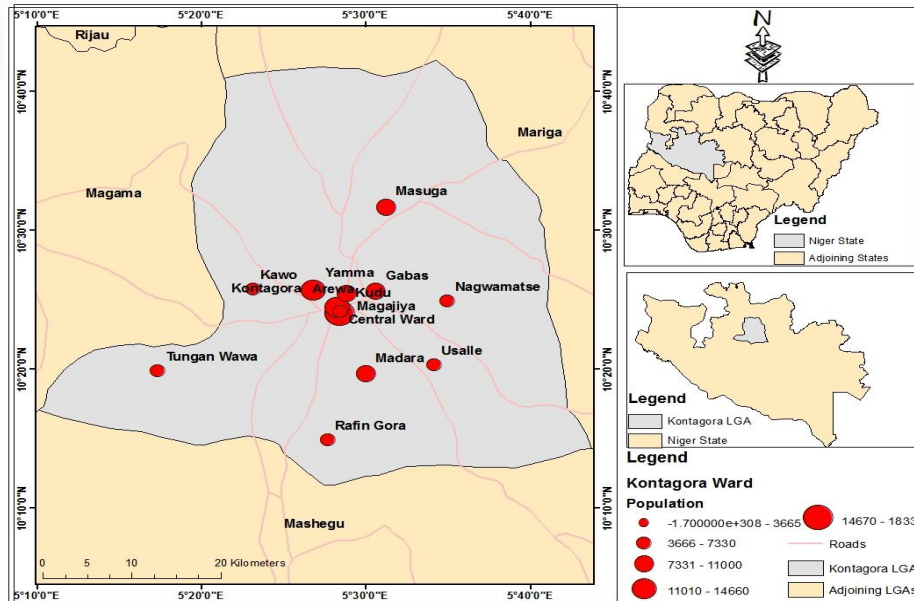 5°10'0"E 5°20'0"E 5°30'0"E 5°40'0"E
Rijau
N
10°40'0"N
10°40'0"N
Mariga
Magama
Masuga
10°30'0"N
10°30'0"N
Legend
Niger State
Adjoining States
Kawo
Yamma
Gabas
Kontagora
Arewa
Kudu
Nagwamatse
Magajiya
Central Ward
Tungan Wawa
Madara
Usalle
10°20'0"N
10°20'0"N
Legend
Kontagora LGA
Niger State
Rafin Gora
Legend
Kontagora Ward
Population
-1.700000e+308 - 3665
14670 - 1833
3666 - 7330
Roads
7331 - 11000
Kontagora LGA
11010 - 14660
Adjoining LGAs
10°10'0"N
10°10'0"N
Mashegu
0 5 10 20 Kilometers
5°0'0"E 5°20'0"E 5°30'0"E 5°40'0"E